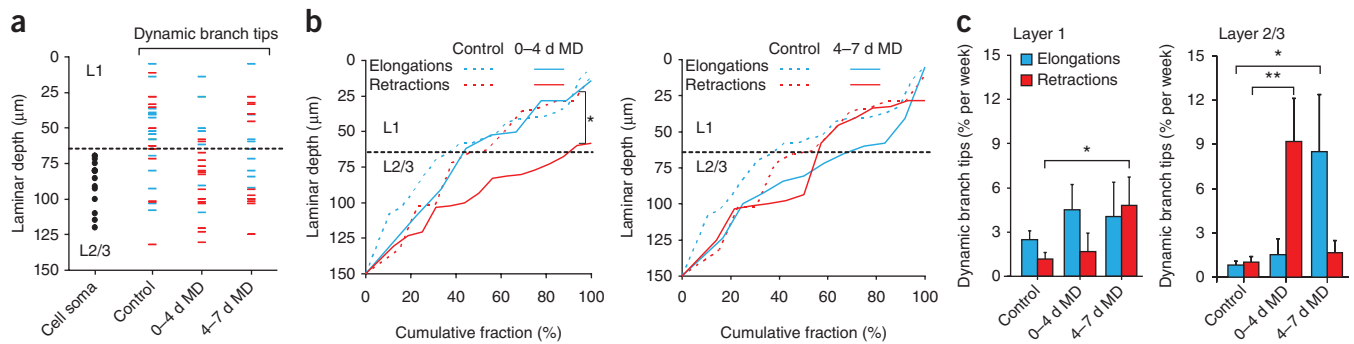 a
Dynamic branch tips
Laminar depth (μm)
0
25
50
75
100
125
150
L1
L2/3
Cell soma
Control
0–4 d MD
4–7 d MD
b
Control 0–4 d MD
Elongations
Retractions
Laminar depth (μm)
0
25
50
75
100
125
150
L1
L2/3
*
0 20 40 60 80 100
Cumulative fraction (%)
Control 4–7 d MD
Elongations
Retractions
Laminar depth (μm)
0
25
50
75
100
125
150
L1
L2/3
0 20 40 60 80 100
Cumulative fraction (%)
c
Layer 1
Dynamic branch tips (% per week)
15
12
9
6
3
0
Elongations
Retractions
*
Control
0–4 d MD
4–7 d MD
Layer 2/3
Dynamic branch tips (% per week)
15
12
9
6
3
0
*
**
Control
0–4 d MD
4–7 d MD